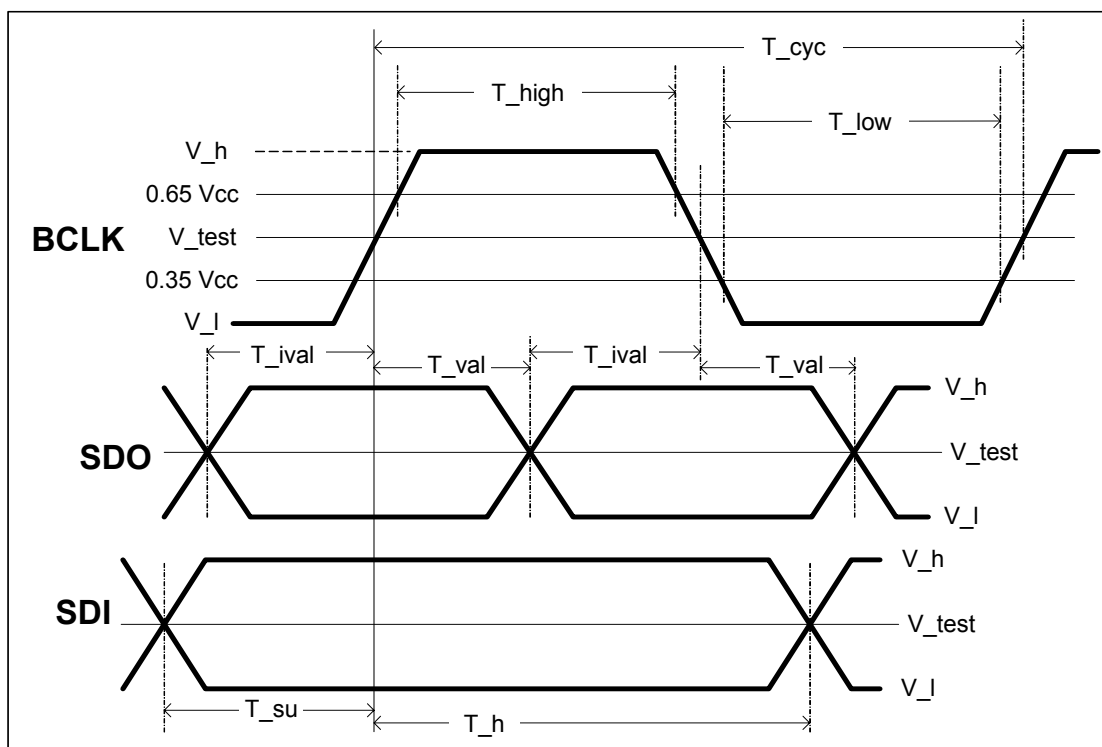 T_cyc
T_high
T_low
V_h
0.65 Vcc
BCLK
V_test
0.35 Vcc
V_l
T_ival
T_val
T_ival
T_val
V_h
SDO
V_test
V_l
V_h
SDI
V_test
V_l
T_su
T_h